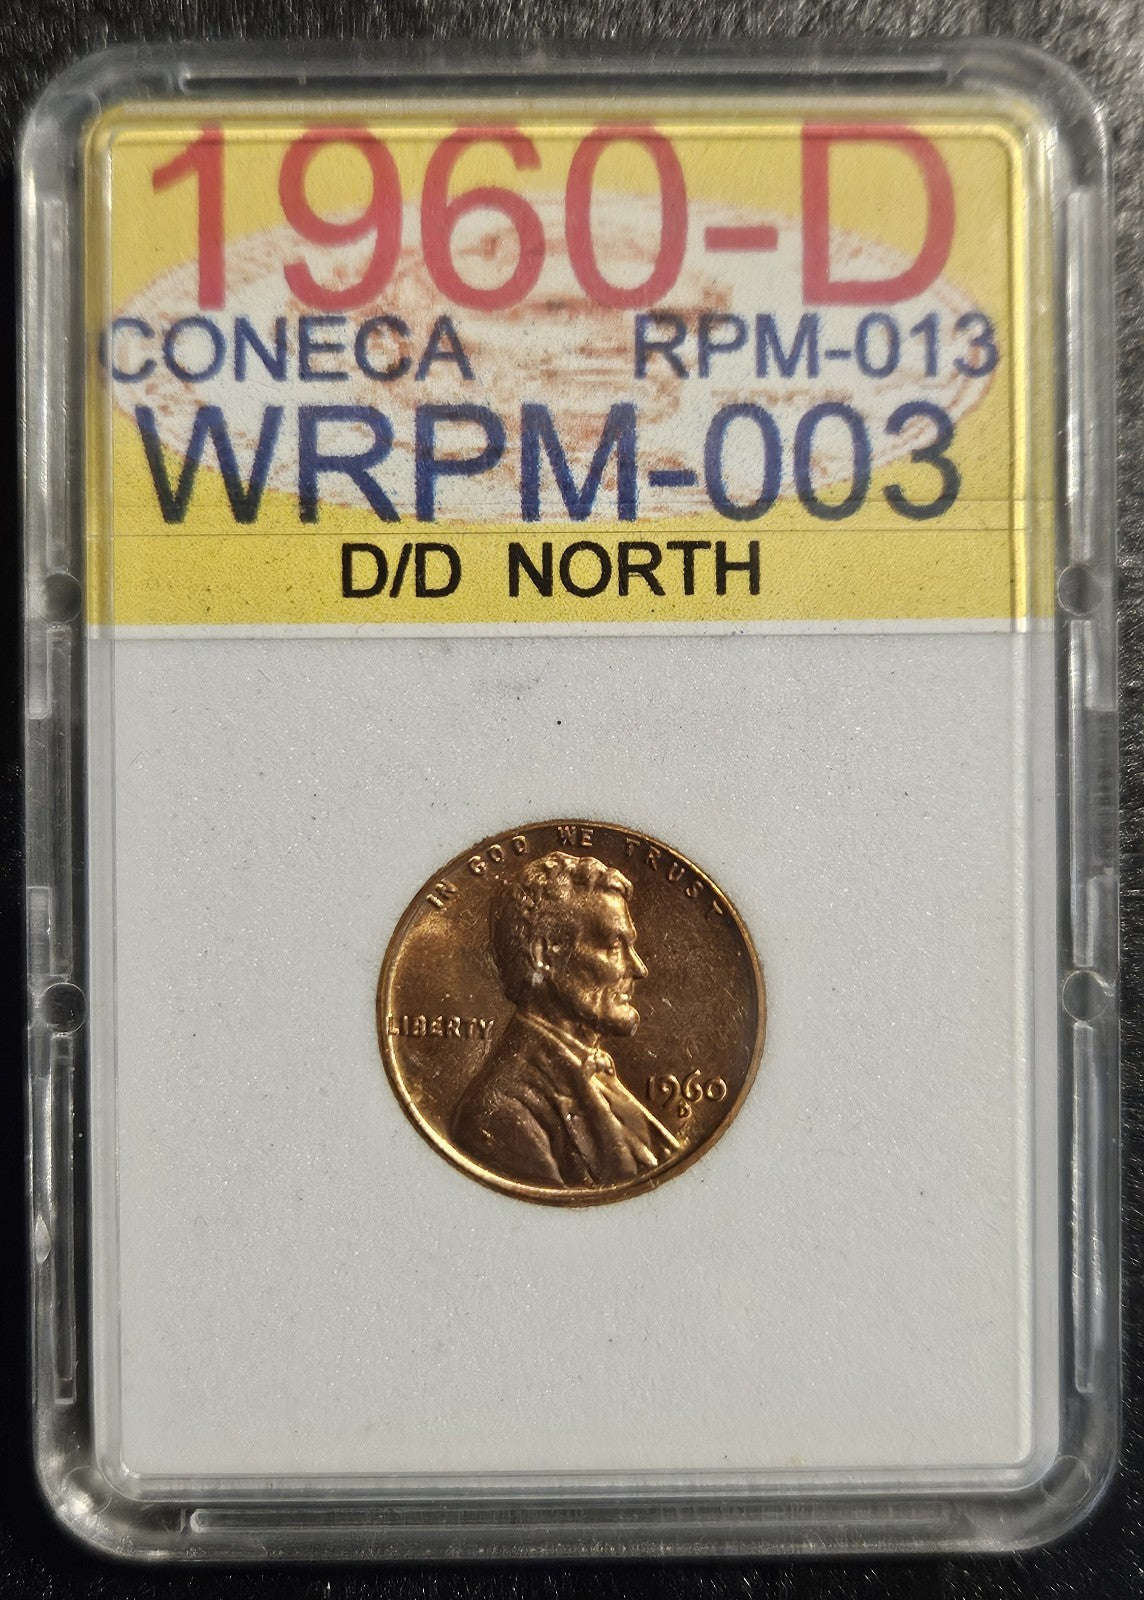 1960-D
CONECA RPM-013
WRPM-003
D/D NORTH
IN GOD WE TRUST
LIBERTY
1960
D